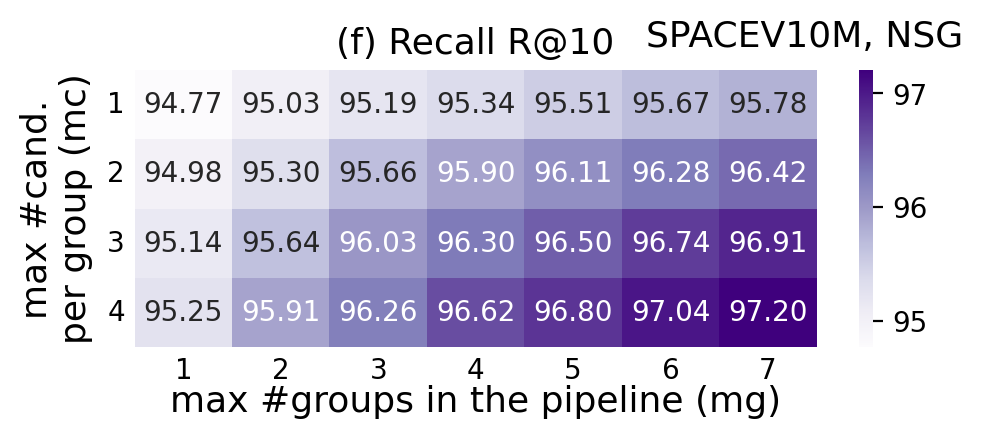 (f) Recall R@10
SPACEV10M, NSG
max #cand.
per group (mc)
1 94.77 95.03 95.19 95.34 95.51 95.67 95.78
2 94.98 95.30 95.66 95.90 96.11 96.28 96.42
3 95.14 95.64 96.03 96.30 96.50 96.74 96.91
4 95.25 95.91 96.26 96.62 96.80 97.04 97.20
1 2 3 4 5 6 7
max #groups in the pipeline (mg)
97
96
95